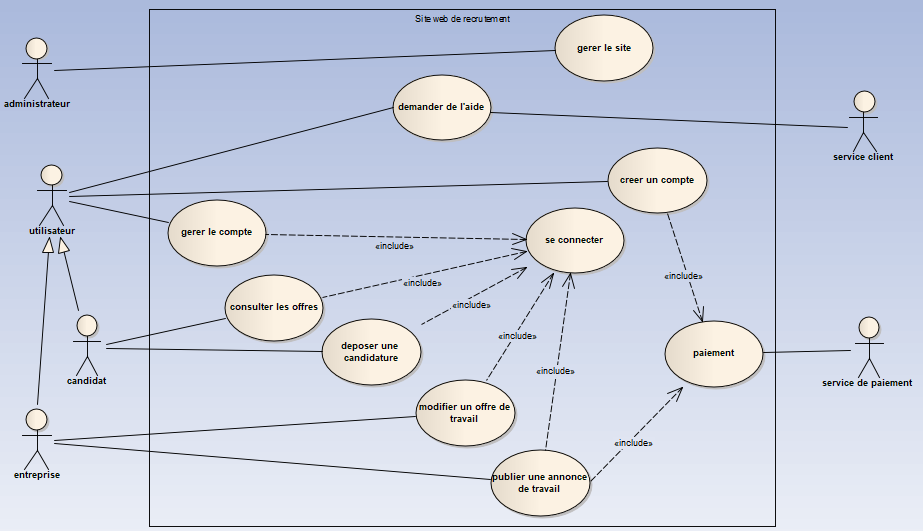 Site web de recrutement
gerer le site
administrateur
demander de l'aide
service client
creer un compte
utilisateur
gerer le compte
se connecter
«include»
«include»
«include»
consulter les offres
«include»
deposer une
candidature
«include»
paiement
candidat
service de paiement
«include»
modifier un offre de
travail
«include»
entreprise
publier une annonce
de travail